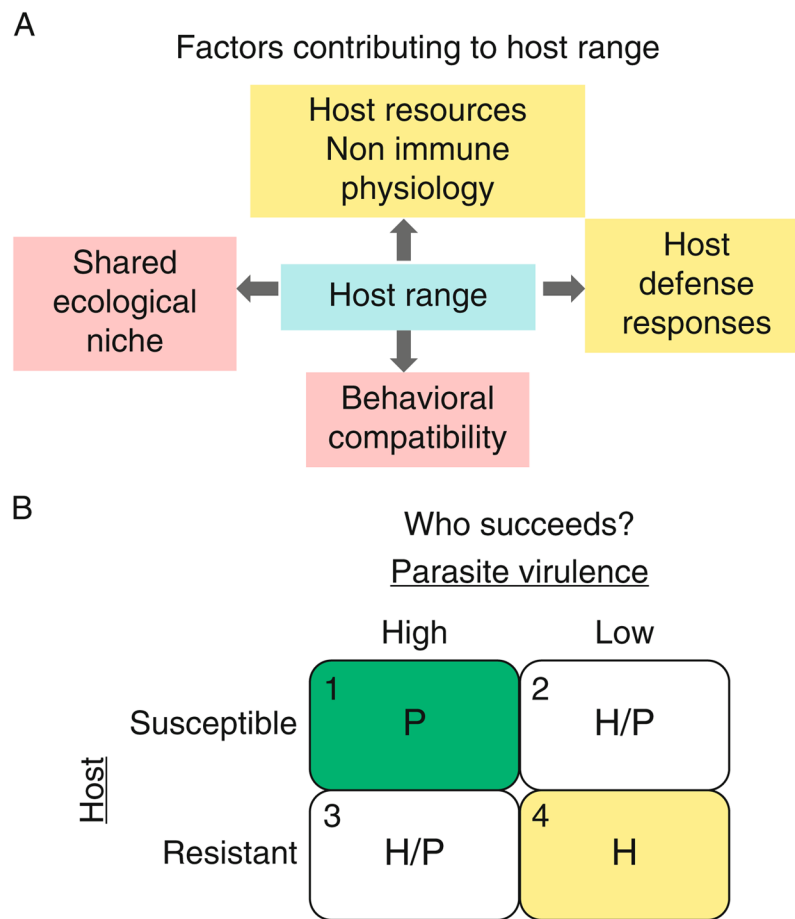 A
Factors contributing to host range
Host resources
Non immune
physiology
Shared
ecological
niche
Host range
Host
defense
responses
Behavioral
compatibility
B
Who succeeds?
Parasite virulence
High
Low
Host
Susceptible
1
P
2
H/P
Resistant
3
H/P
4
H